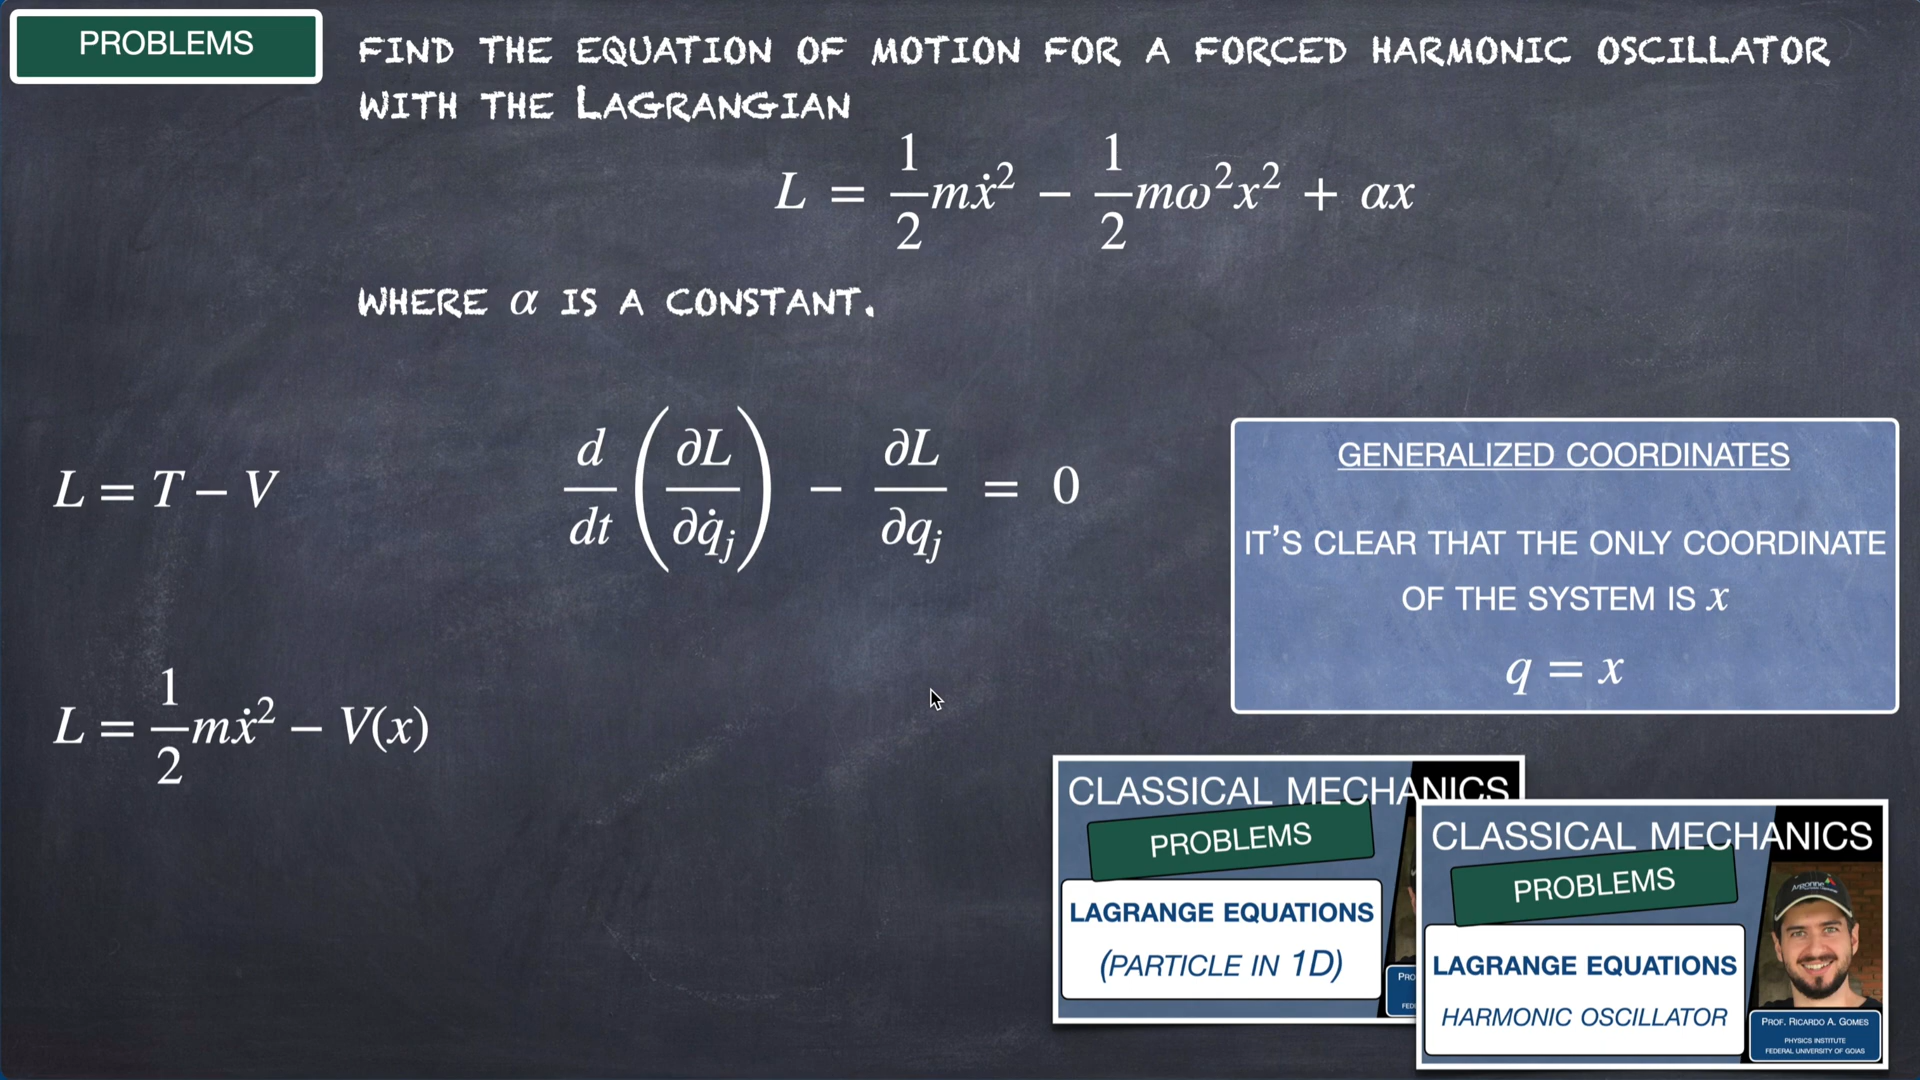 PROBLEMS
FIND THE EQUATION OF MOTION FOR A FORCED HARMONIC OSCILLATOR
WITH THE LAGRANGIAN
L = 1/2 mẋ² − 1/2 mω²x² + αx
WHERE α IS A CONSTANT.
L = T − V
d/dt (∂L/∂q̇ⱼ) − ∂L/∂qⱼ = 0
GENERALIZED COORDINATES
IT'S CLEAR THAT THE ONLY COORDINATE
OF THE SYSTEM IS x
q = x
L = 1/2 mẋ² − V(x)
CLASSICAL MECHANICS
PROBLEMS
LAGRANGE EQUATIONS
(PARTICLE IN 1D)
CLASSICAL MECHANICS
PROBLEMS
Argonne
LAGRANGE EQUATIONS
HARMONIC OSCILLATOR
PROF. RICARDO A. GOMES
PHYSICS INSTITUTE
FEDERAL UNIVERSITY OF GOIAS